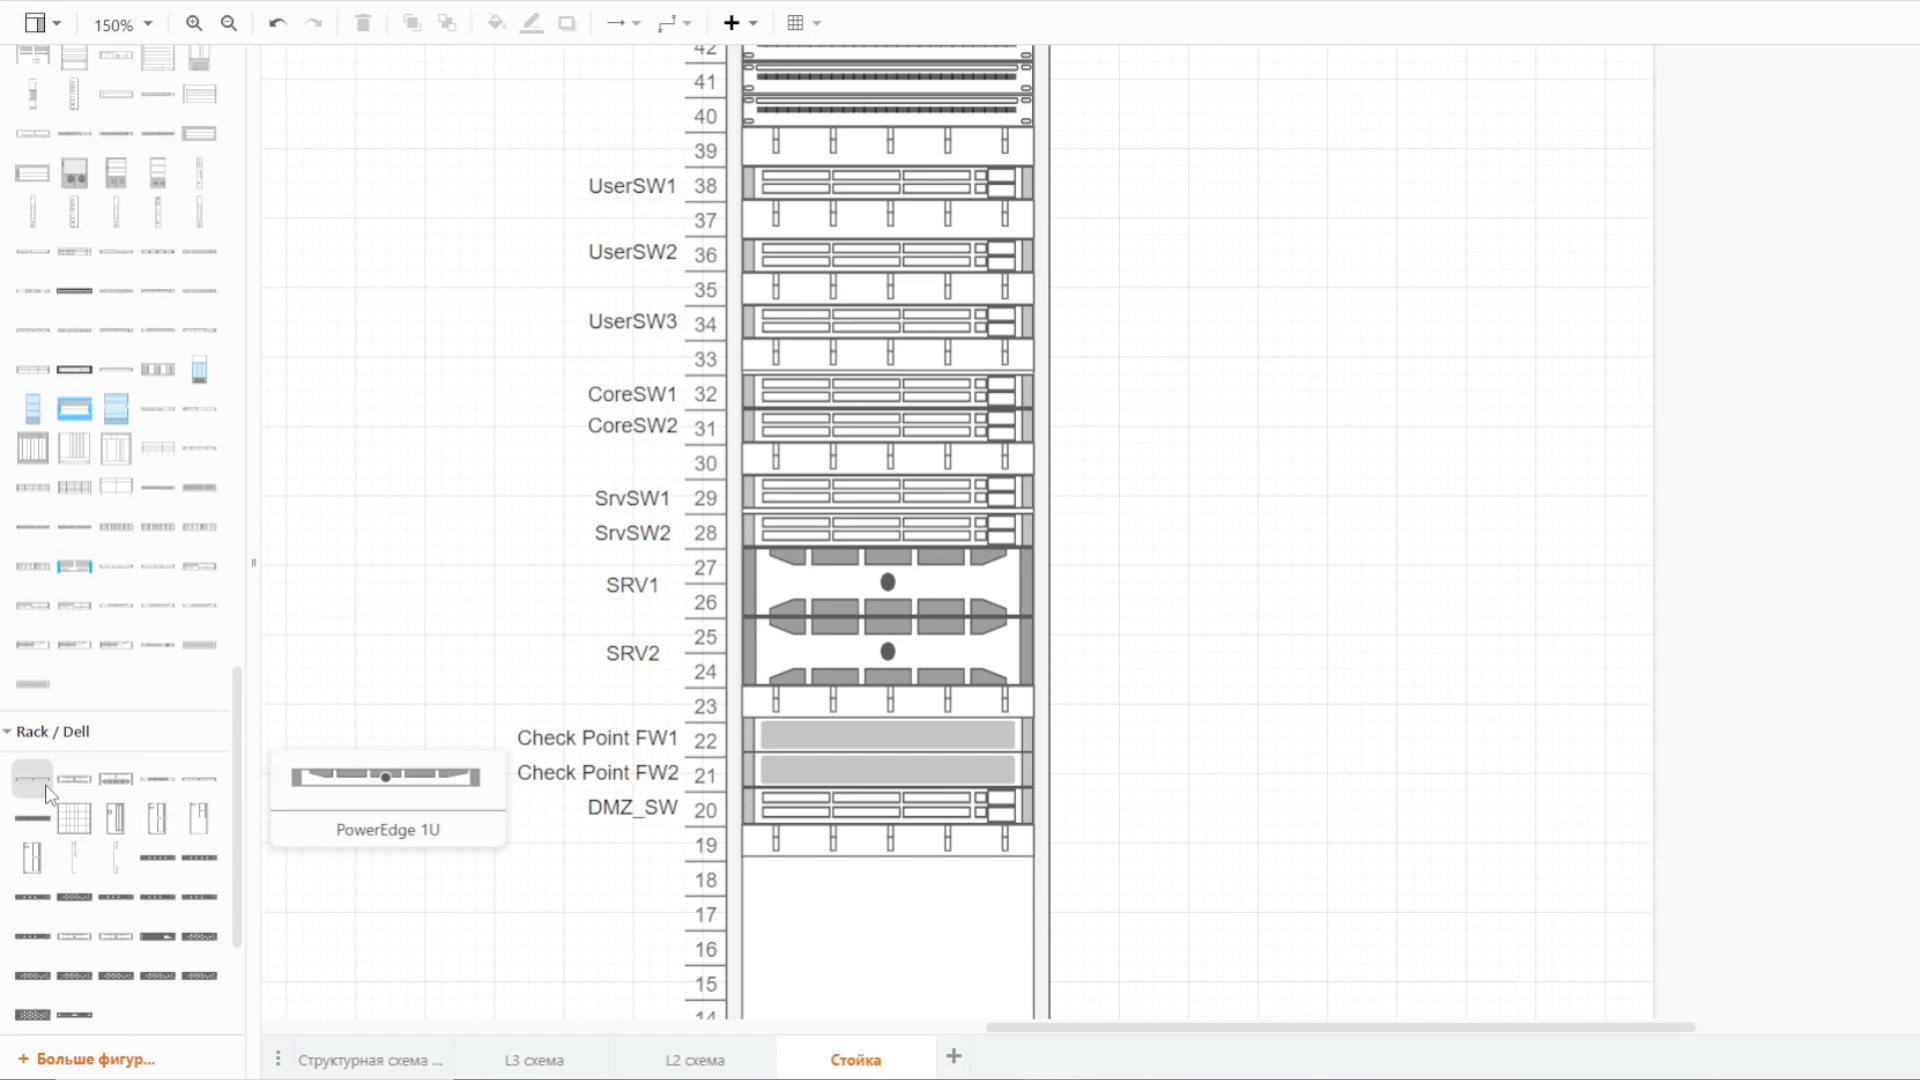 150%
42
41
40
39
UserSW1 38
37
UserSW2 36
35
UserSW3 34
33
CoreSW1 32
CoreSW2 31
30
SrvSW1 29
SrvSW2 28
27
SRV1
26
25
SRV2
24
23
Rack / Dell
Check Point FW1 22
Check Point FW2 21
DMZ_SW 20
PowerEdge 1U
19
18
17
16
15
14
+ Больше фигур...
Структурная схема ...
L3 схема
L2 схема
Стойка